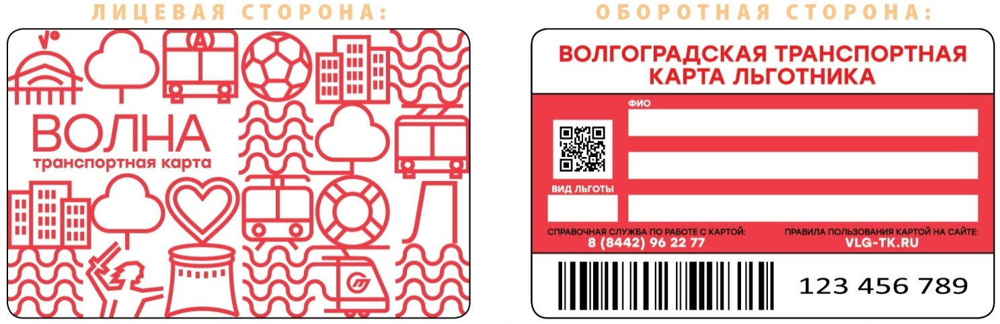 ЛИЦЕВАЯ СТОРОНА:
V°
А
ВОЛНА
транспортная карта
ОБОРОТНАЯ СТОРОНА:
ВОЛГОГРАДСКАЯ ТРАНСПОРТНАЯ
КАРТА ЛЬГОТНИКА
ФИО
ВИД ЛЬГОТЫ
СПРАВОЧНАЯ СЛУЖБА ПО РАБОТЕ С КАРТОЙ:
8 (8442) 96 22 77
ПРАВИЛА ПОЛЬЗОВАНИЯ КАРТОЙ НА САЙТЕ:
VLG-TK.RU
123 456 789